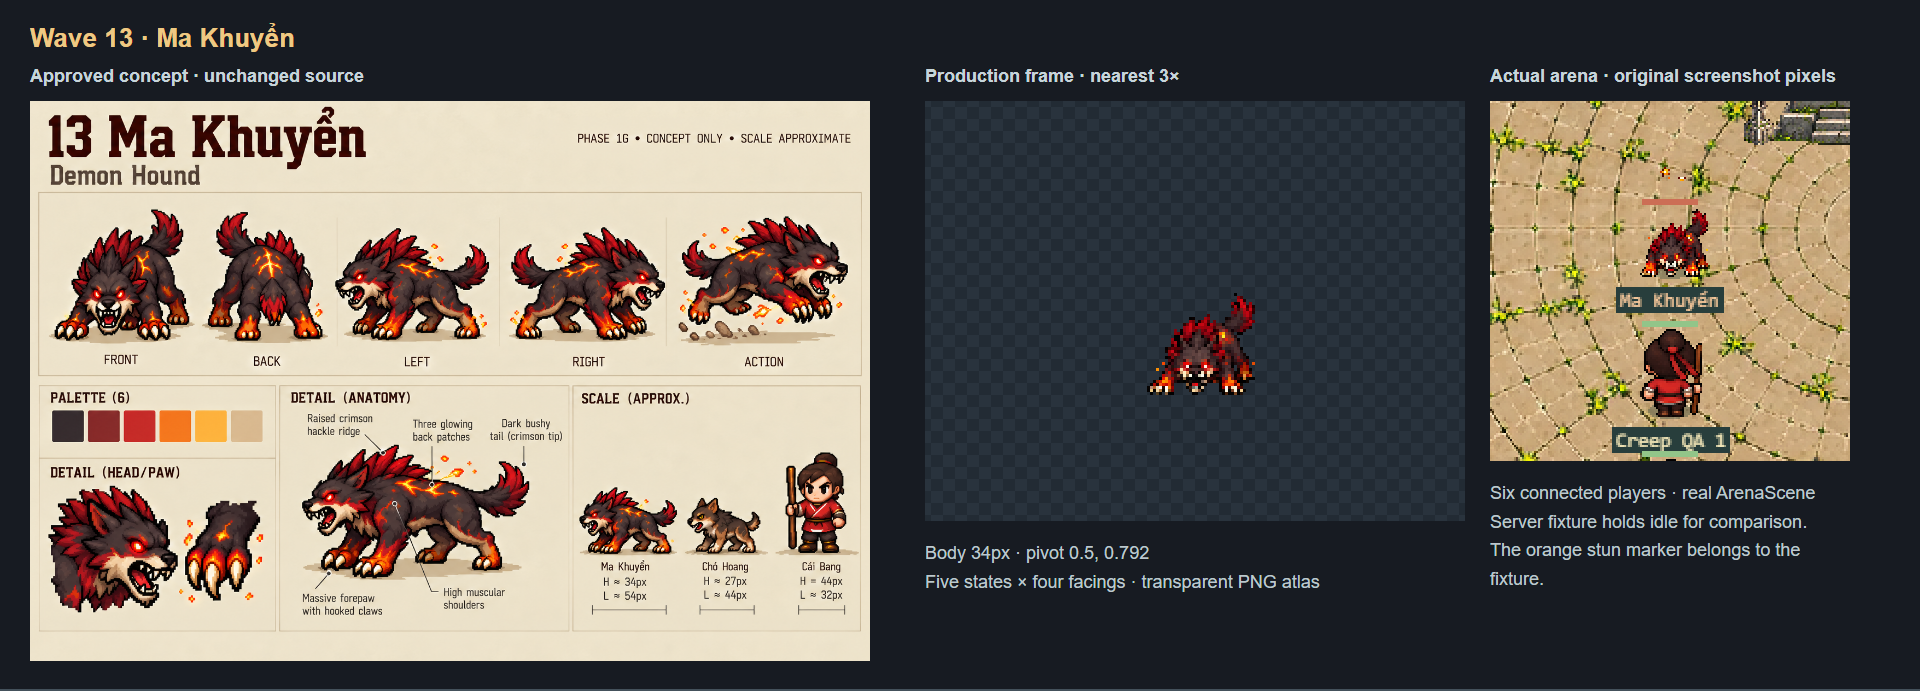 Wave 13 · Ma Khuyển
Approved concept · unchanged source
13 Ma Khuyển
Demon Hound
PHASE 1G • CONCEPT ONLY • SCALE APPROXIMATE
FRONT
BACK
LEFT
RIGHT
ACTION
PALETTE (6)
DETAIL (HEAD/PAW)
DETAIL (ANATOMY)
Raised crimson
hackle ridge
Three glowing
back patches
Dark bushy
tail (crimson tip)
Massive forepaw
with hooked claws
High muscular
shoulders
SCALE (APPROX.)
Ma Khuyển
H ≈ 34px
L ≈ 54px
Chó Hoang
H ≈ 27px
L ≈ 44px
Cái Bang
H = 44px
L ≈ 32px
Production frame · nearest 3×
Body 34px · pivot 0.5, 0.792
Five states × four facings · transparent PNG atlas
Actual arena · original screenshot pixels
Ma Khuyển
Creep QA 1
Six connected players · real ArenaScene
Server fixture holds idle for comparison.
The orange stun marker belongs to the
fixture.